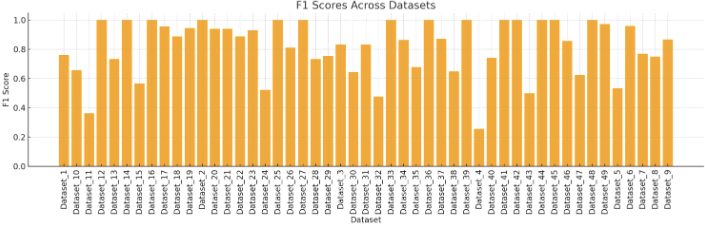 F1 Scores Across Datasets
F1 Score
1.0
0.8
0.6
0.4
0.2
0.0
Dataset_1
Dataset_10
Dataset_11
Dataset_12
Dataset_13
Dataset_14
Dataset_15
Dataset_16
Dataset_17
Dataset_18
Dataset_19
Dataset_2
Dataset_20
Dataset_21
Dataset_22
Dataset_23
Dataset_24
Dataset_25
Dataset_26
Dataset_27
Dataset_28
Dataset_29
Dataset_3
Dataset_30
Dataset_31
Dataset_32
Dataset_33
Dataset_34
Dataset_35
Dataset_36
Dataset_37
Dataset_38
Dataset_39
Dataset_4
Dataset_40
Dataset_41
Dataset_42
Dataset_43
Dataset_44
Dataset_45
Dataset_46
Dataset_47
Dataset_48
Dataset_49
Dataset_5
Dataset_6
Dataset_7
Dataset_8
Dataset_9
Dataset